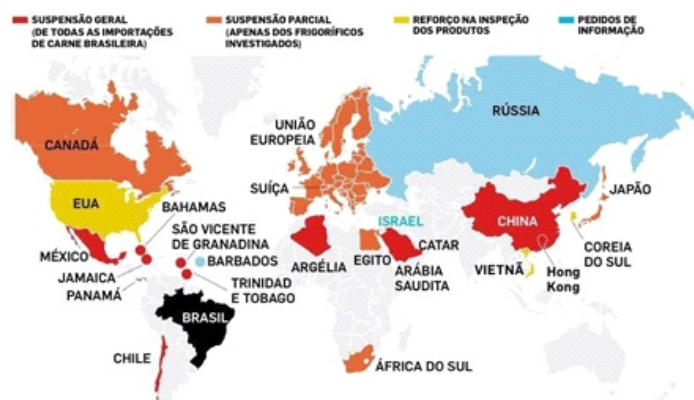 SUSPENSÃO GERAL
(DE TODAS AS IMPORTAÇÕES
DE CARNE BRASILEIRA)
SUSPENSÃO PARCIAL
(APENAS DOS FRIGORÍFICOS
INVESTIGADOS)
REFORÇO NA INSPEÇÃO
DOS PRODUTOS
PEDIDOS DE
INFORMAÇÃO
CANADÁ
EUA
BAHAMAS
MÉXICO
JAMAICA
PANAMÁ
SÃO VICENTE
DE GRANADINA
BARBADOS
TRINIDAD
E TOBAGO
BRASIL
CHILE
UNIÃO
EUROPEIA
SUÍÇA
ARGÉLIA
EGITO
ISRAEL
CATAR
ARÁBIA
SAUDITA
ÁFRICA DO SUL
RÚSSIA
CHINA
JAPÃO
COREIA
DO SUL
VIETNÃ
Hong
Kong